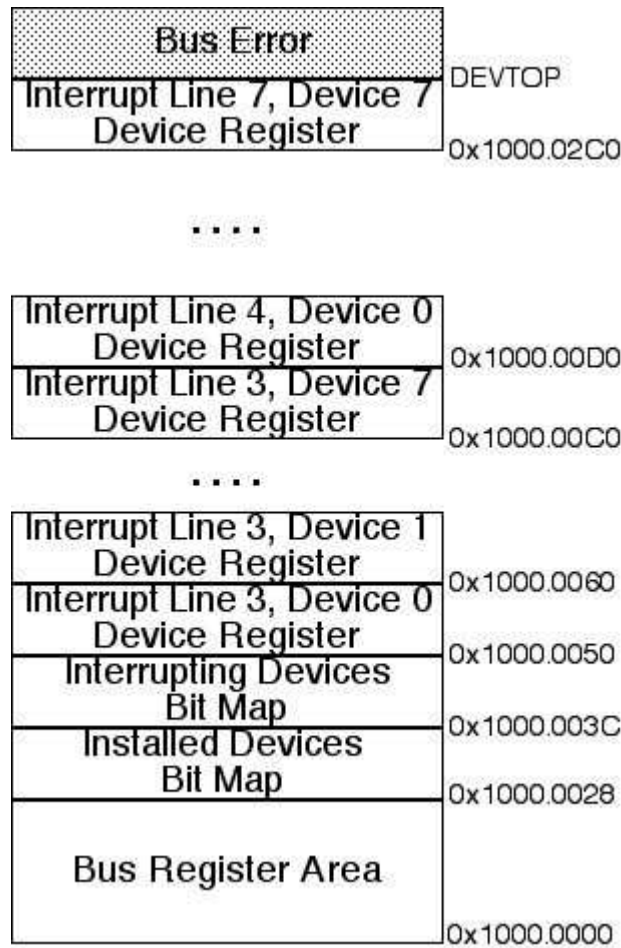 Bus Error
DEVTOP
Interrupt Line 7, Device 7
Device Register
0x1000.02C0
....
Interrupt Line 4, Device 0
Device Register
0x1000.00D0
Interrupt Line 3, Device 7
Device Register
0x1000.00C0
....
Interrupt Line 3, Device 1
Device Register
0x1000.0060
Interrupt Line 3, Device 0
Device Register
0x1000.0050
Interrupting Devices
Bit Map
0x1000.003C
Installed Devices
Bit Map
0x1000.0028
Bus Register Area
0x1000.0000